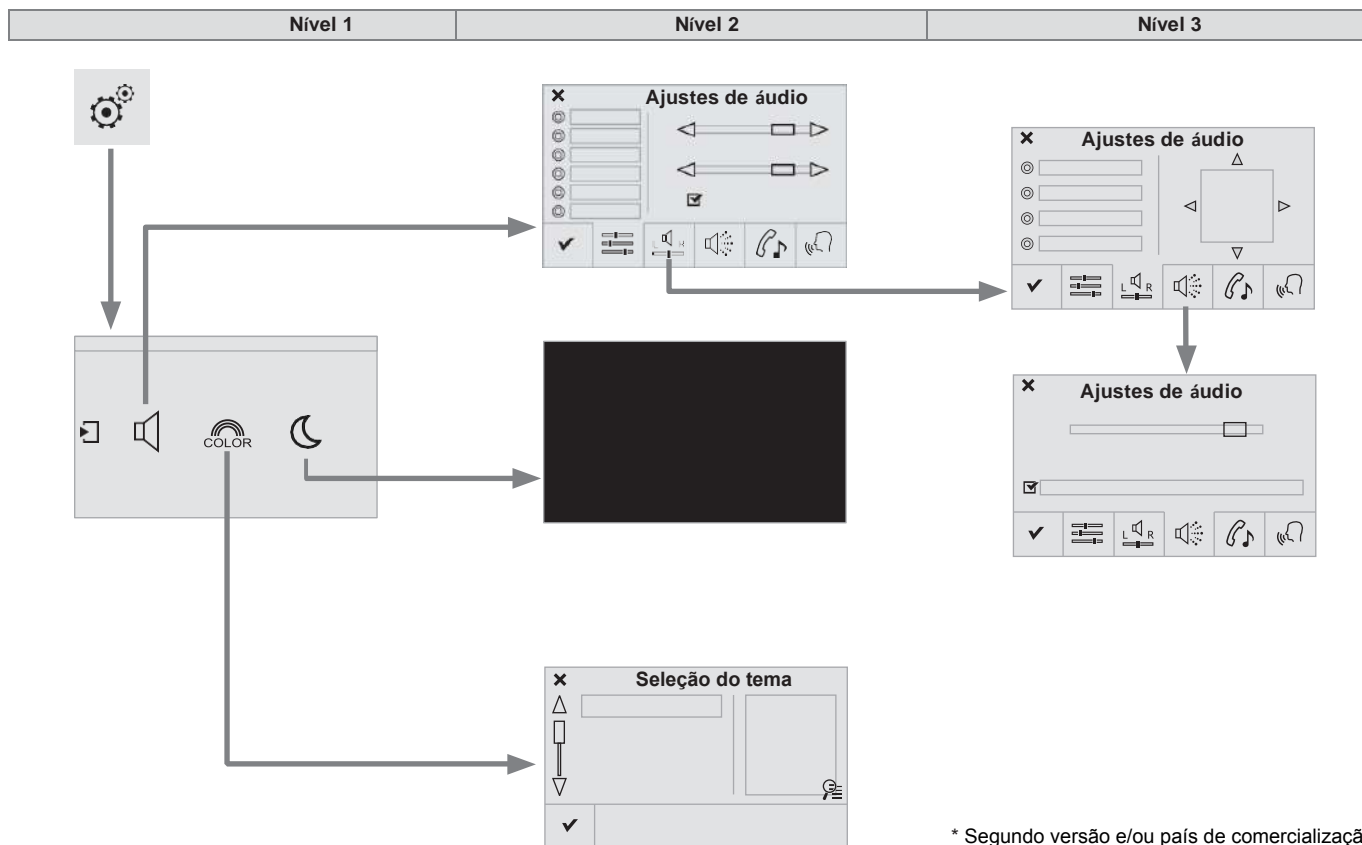 Nível 1
Nível 2
Nível 3
Ajustes de áudio
L R
Ajustes de áudio
L R
COLOR
Ajustes de áudio
L R
Seleção do tema
* Segundo versão e/ou país de comercializaçã